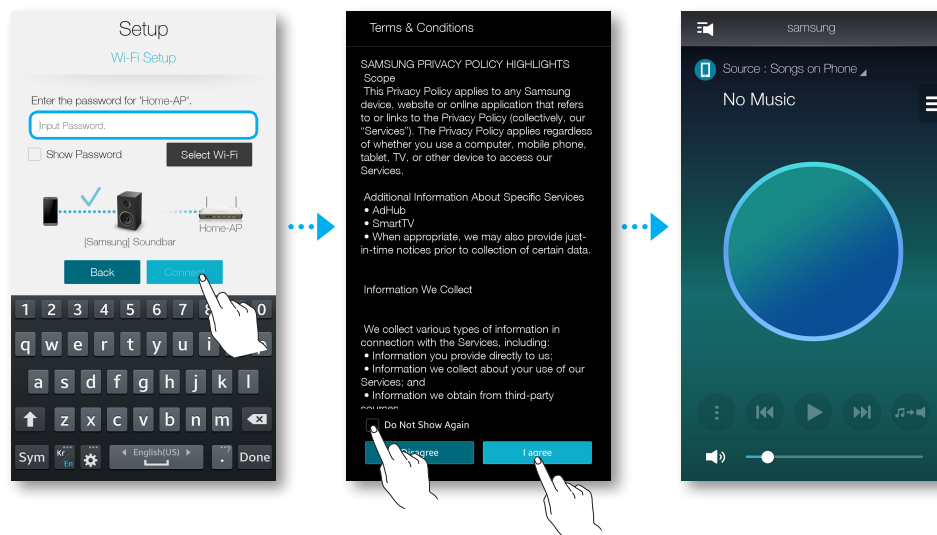 Setup
Wi-Fi Setup
Enter the password for 'Home-AP'.
Input Password.
Show Password
Select Wi-Fi
Home-AP
[Samsung] Soundbar
Back
Connect
1 2 3 4 5 6 7 8 0
q w e r t y u i
a s d f g h j k l
z x c v b n m
Sym Kr/En English(US) . ? Done
Terms & Conditions
SAMSUNG PRIVACY POLICY HIGHLIGHTS
Scope
This Privacy Policy applies to any Samsung
device, website or online application that refers
to or links to the Privacy Policy (collectively, our
“Services”). The Privacy Policy applies regardless
of whether you use a computer, mobile phone,
tablet, TV, or other device to access our
Services.
Additional Information About Specific Services
• AdHub
• SmartTV
• When appropriate, we may also provide just-
in-time notices prior to collection of certain data.
Information We Collect
We collect various types of information in
connection with the Services, including:
• Information you provide directly to us;
• Information we collect about your use of our
Services; and
• Information we obtain from third-party
sources
Do Not Show Again
Disagree
I agree
samsung
Source : Songs on Phone
No Music